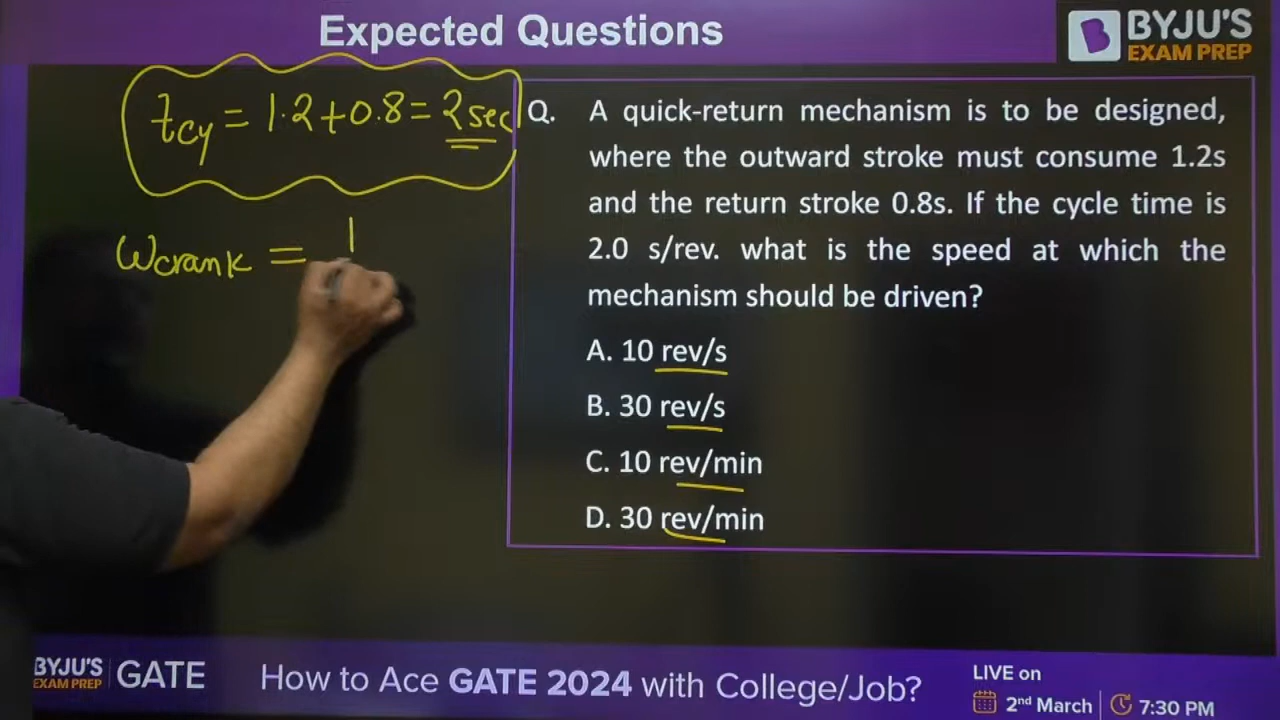 Expected Questions
BYJU'S
EXAM PREP
tcy = 1.2+0.8 = 2sec
ωcrank = 1
Q. A quick-return mechanism is to be designed,
where the outward stroke must consume 1.2s
and the return stroke 0.8s. If the cycle time is
2.0 s/rev. what is the speed at which the
mechanism should be driven?
A. 10 rev/s
B. 30 rev/s
C. 10 rev/min
D. 30 rev/min
BYJU'S
EXAM PREP
GATE
How to Ace GATE 2024 with College/Job?
LIVE on
2nd March
7:30 PM